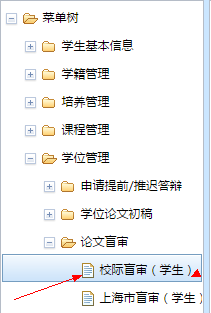 菜单树
学生基本信息
学籍管理
培养管理
课程管理
学位管理
申请提前/推迟答辩
学位论文初稿
论文盲审
校际盲审（学生）
上海市盲审（学生）